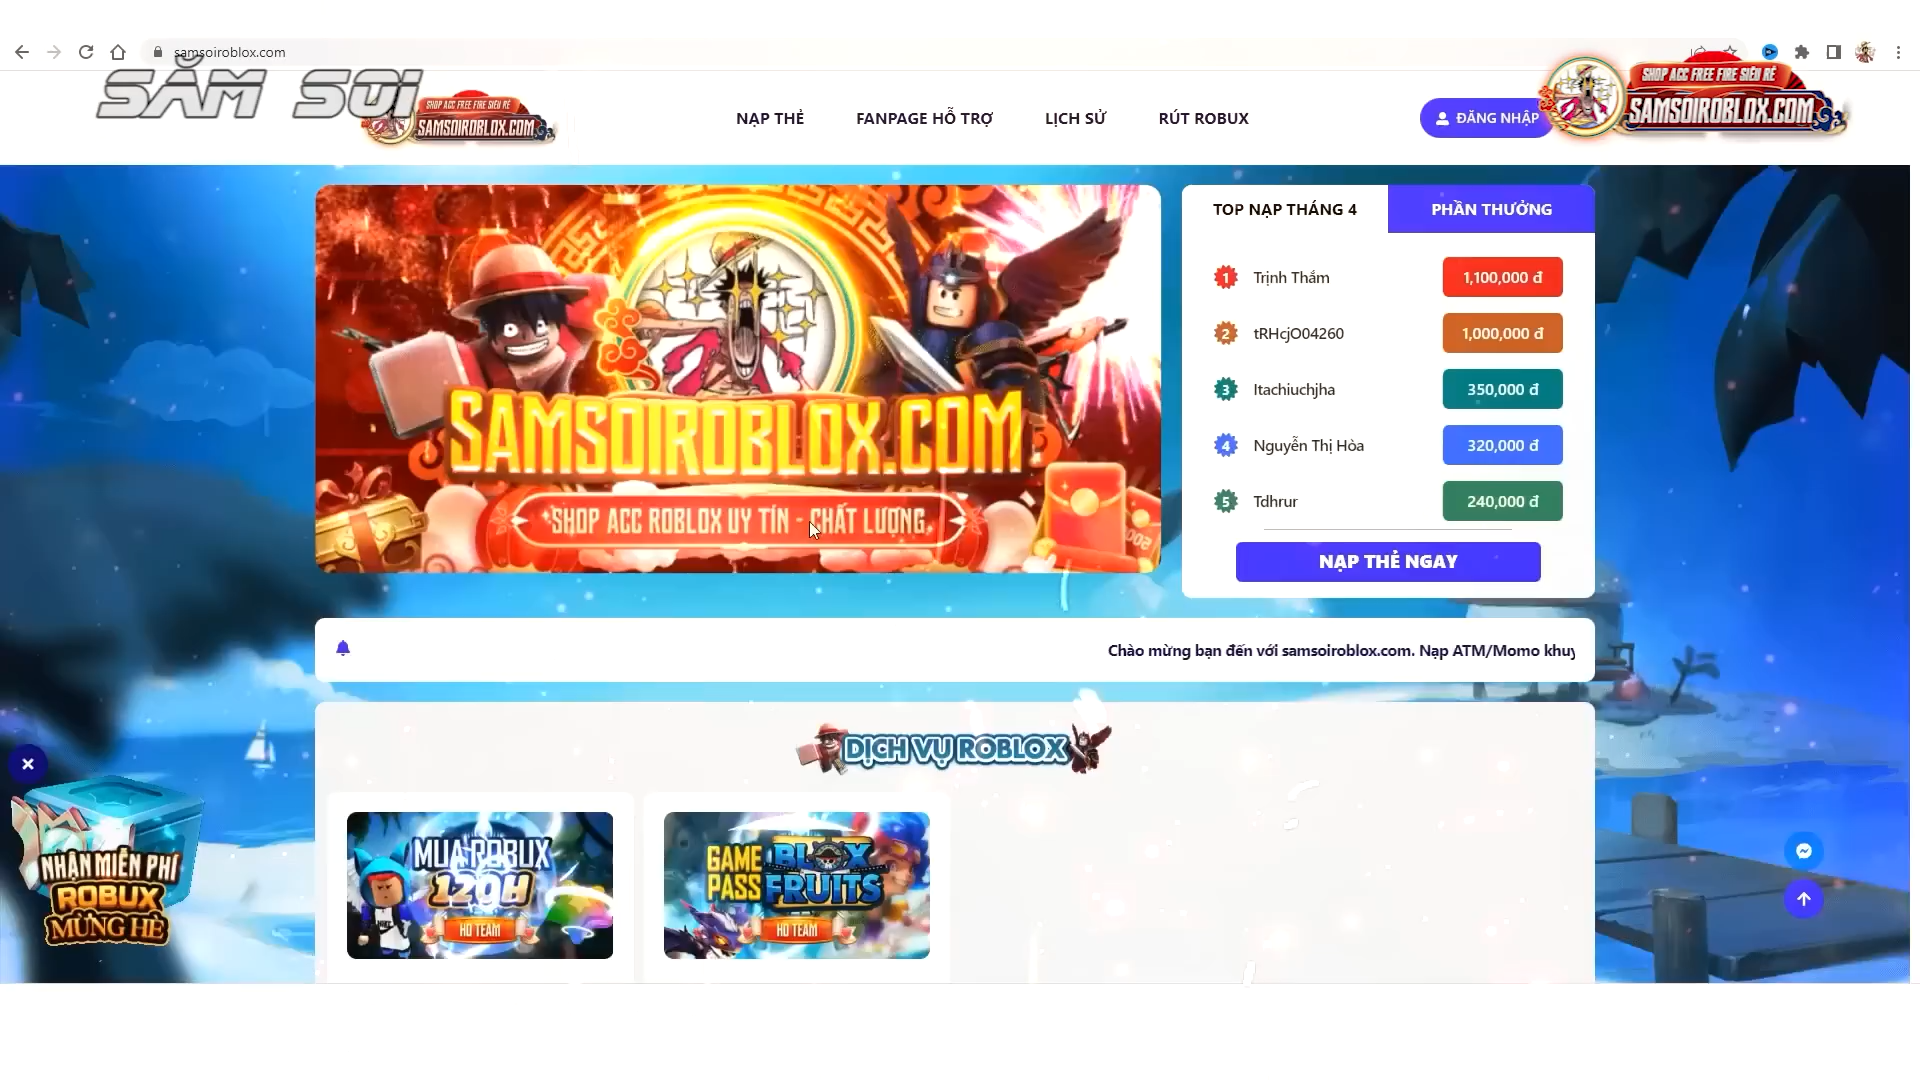 samsoiroblox.com
SẮM SOI
SHOP ACC FREE FIRE SIÊU RẺ
SAMSOIROBLOX.COM
NẠP THẺ
FANPAGE HỖ TRỢ
LỊCH SỬ
RÚT ROBUX
ĐĂNG NHẬP
SHOP ACC FREE FIRE SIÊU RẺ
SAMSOIROBLOX.COM
SAMSOIROBLOX.COM
SHOP ACC ROBLOX UY TÍN - CHẤT LƯỢNG
TOP NẠP THÁNG 4
PHẦN THƯỞNG
1 Trịnh Thắm 1,100,000 đ
2 tRHcjO04260 1,000,000 đ
3 Itachiuchjha 350,000 đ
4 Nguyễn Thị Hòa 320,000 đ
5 Tdhrur 240,000 đ
NẠP THẺ NGAY
Chào mừng bạn đến với samsoiroblox.com. Nạp ATM/Momo khuy
DỊCH VỤ ROBLOX
MUA ROBUX
120H
HD TEAM
GAME PASS
BLOX FRUITS
HD TEAM
NHẬN MIỄN PHÍ
ROBUX
MỪNG HÈ